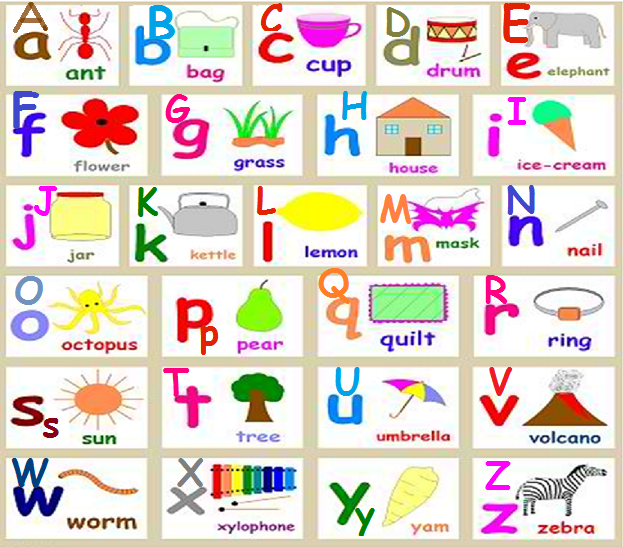 A a ant
B b bag
C c cup
D d drum
E e elephant
F f flower
G g grass
H h house
I i ice-cream
J j jar
K k kettle
L l lemon
M m mask
N n nail
O o octopus
p p pear
Q q quilt
R r ring
s s sun
T t tree
U u umbrella
V v volcano
W w worm
X x xylophone
y y yam
Z z zebra